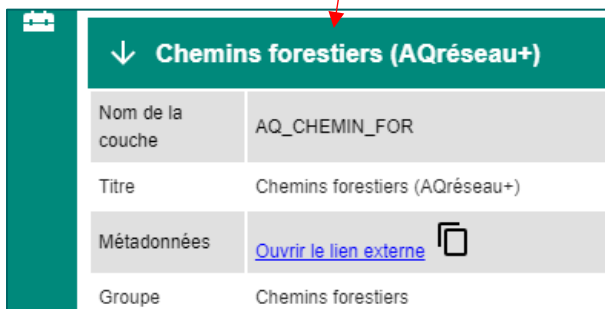 Chemins forestiers (AQréseau+)
Nom de la couche AQ_CHEMIN_FOR
Titre Chemins forestiers (AQréseau+)
Métadonnées Ouvrir le lien externe
Groupe Chemins forestiers